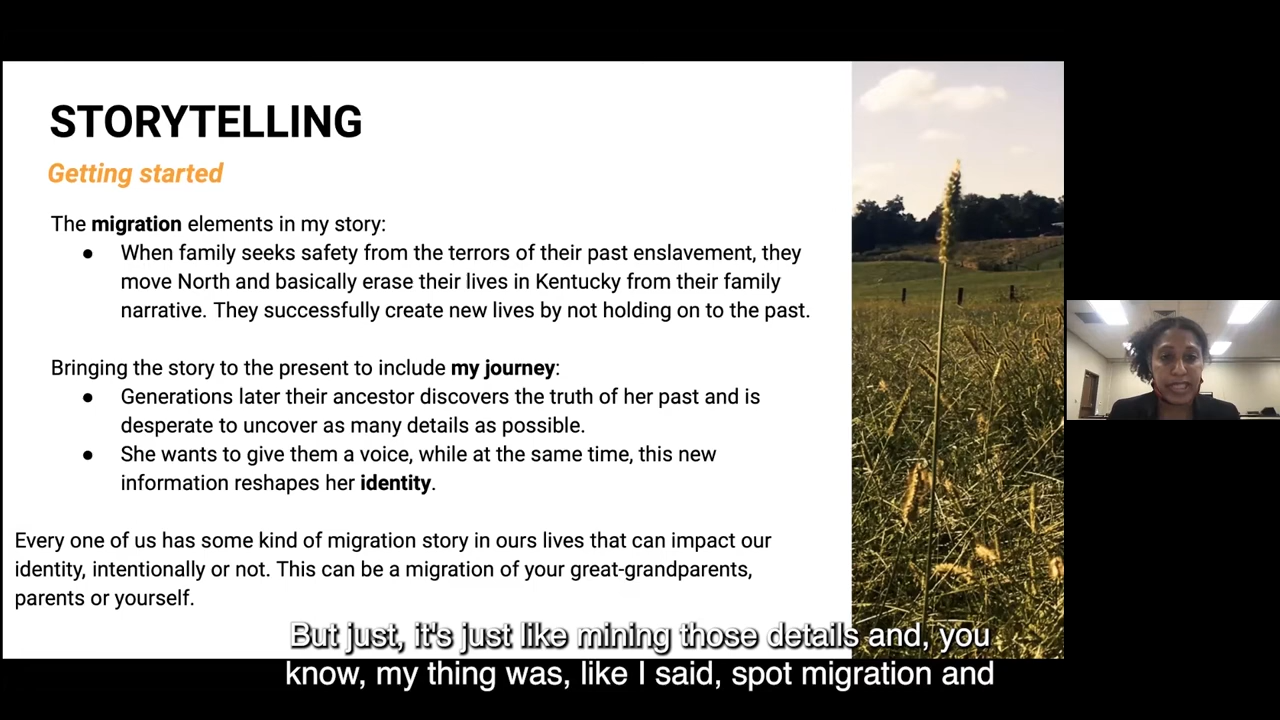 STORYTELLING
Getting started
The migration elements in my story:
● When family seeks safety from the terrors of their past enslavement, they
move North and basically erase their lives in Kentucky from their family
narrative. They successfully create new lives by not holding on to the past.
Bringing the story to the present to include my journey:
● Generations later their ancestor discovers the truth of her past and is
desperate to uncover as many details as possible.
● She wants to give them a voice, while at the same time, this new
information reshapes her identity.
Every one of us has some kind of migration story in ours lives that can impact our
identity, intentionally or not. This can be a migration of your great-grandparents,
parents or yourself.
But just, it's just like mining those details and, you
know, my thing was, like I said, spot migration and